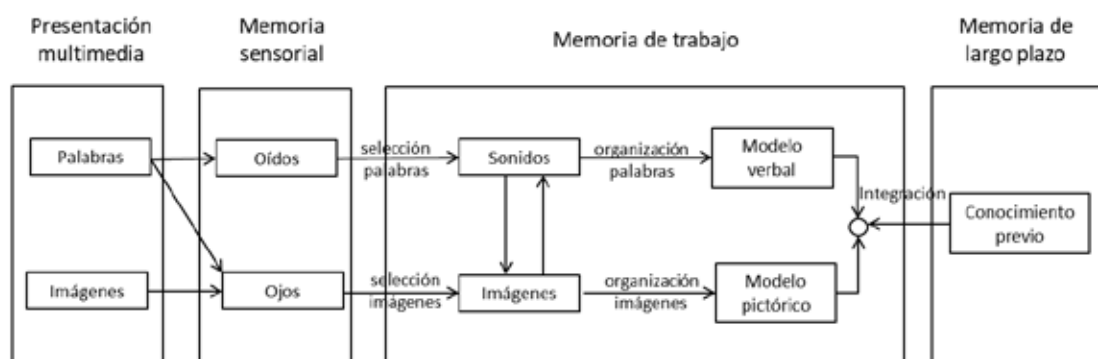 Presentación
multimedia
Memoria
sensorial
Memoria de trabajo
Memoria de
largo plazo
Palabras
Oídos
selección
palabras
Sonidos
organización
palabras
Modelo
verbal
Integración
Conocimiento
previo
Imágenes
Ojos
selección
imágenes
Imágenes
organización
imágenes
Modelo
pictórico